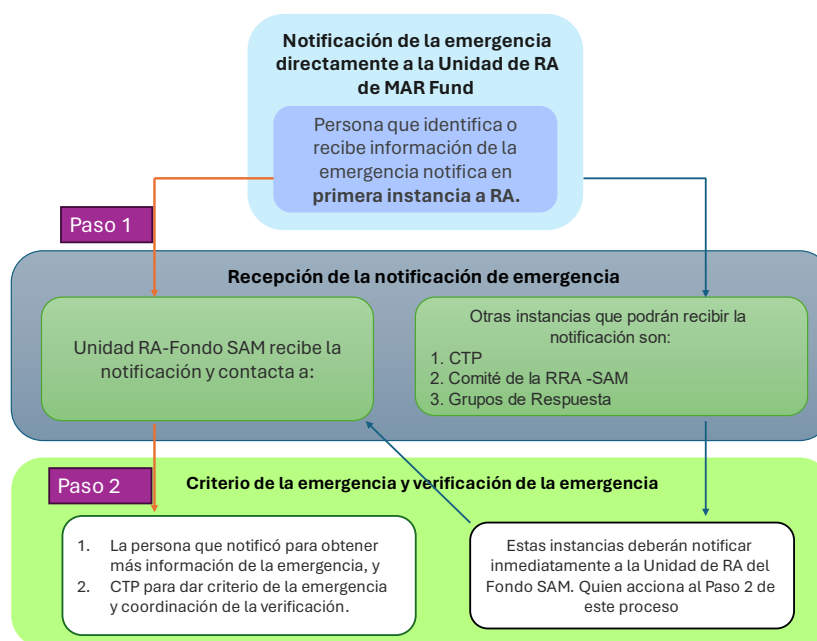 Notificación de la emergencia
directamente a la Unidad de RA
de MAR Fund
Persona que identifica o
recibe información de la
emergencia notifica en
primera instancia a RA.
Paso 1
Recepción de la notificación de emergencia
Unidad RA-Fondo SAM recibe la
notificación y contacta a:
Otras instancias que podrán recibir la
notificación son:
1. CTP
2. Comité de la RRA -SAM
3. Grupos de Respuesta
Paso 2
Criterio de la emergencia y verificación de la emergencia
1. La persona que notificó para obtener
más información de la emergencia, y
2. CTP para dar criterio de la emergencia
y coordinación de la verificación.
Estas instancias deberán notificar
inmediatamente a la Unidad de RA del
Fondo SAM. Quien acciona al Paso 2 de
este proceso